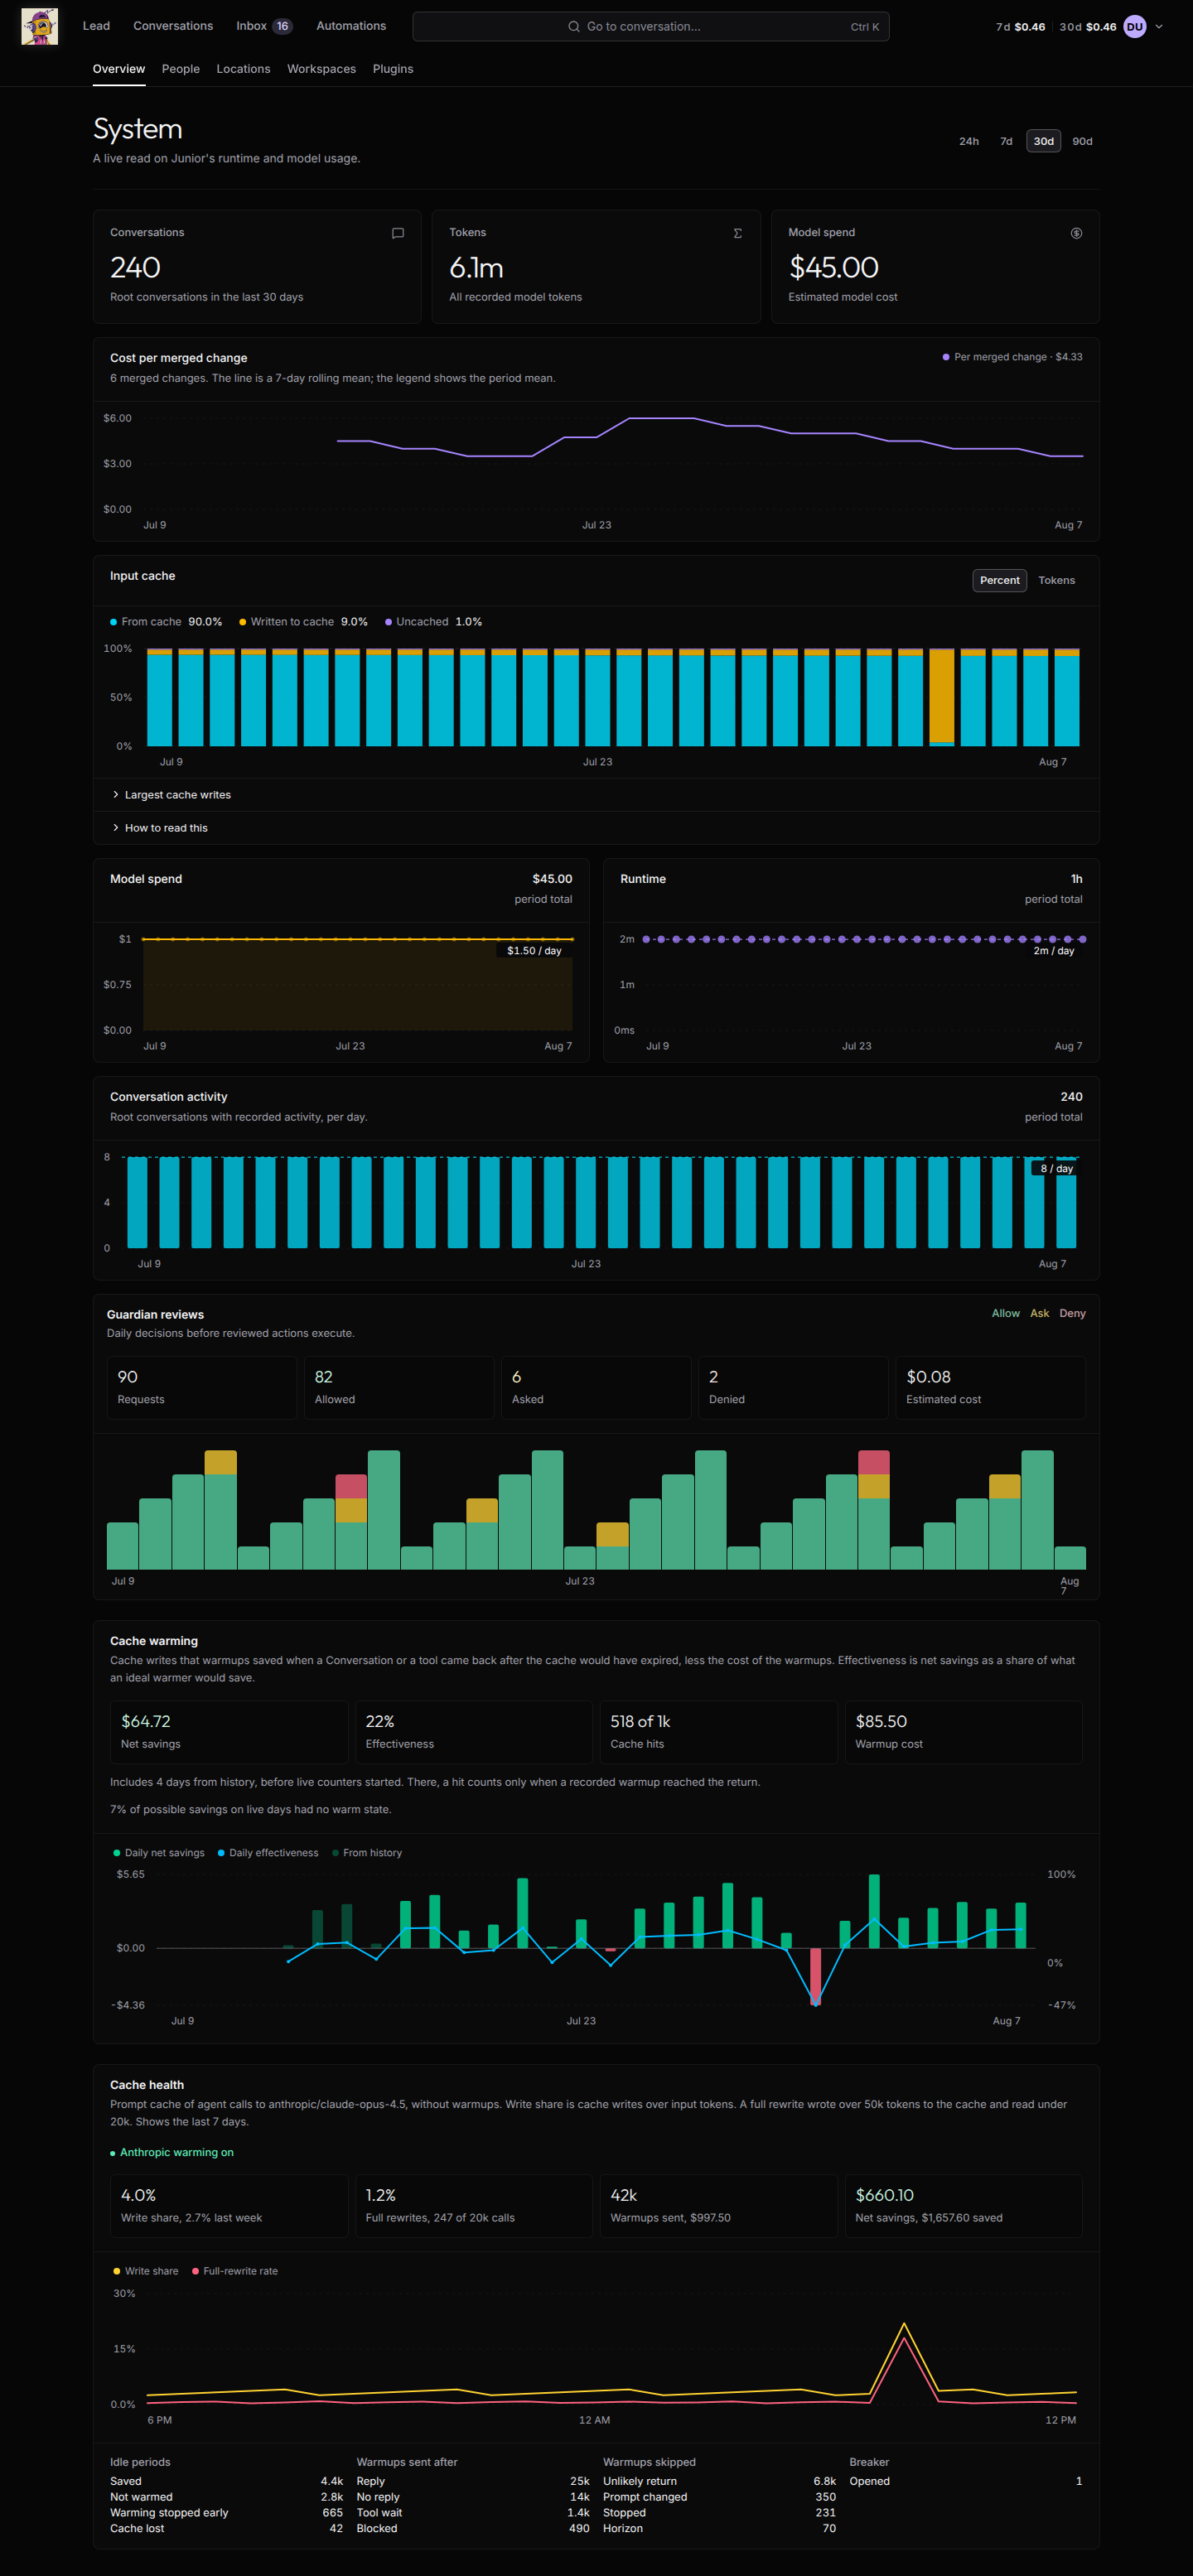 Lead Conversations Inbox 16 Automations Go to conversation... Ctrl K 7d $0.46 30d $0.46 DU
Overview People Locations Workspaces Plugins
System
A live read on Junior's runtime and model usage.
24h 7d 30d 90d
Conversations
240
Root conversations in the last 30 days
Tokens
6.1m
All recorded model tokens
Model spend
$45.00
Estimated model cost
Cost per merged change
Per merged change · $4.33
6 merged changes. The line is a 7-day rolling mean; the legend shows the period mean.
$6.00
$3.00
$0.00
Jul 9 Jul 23 Aug 7
Input cache
Percent Tokens
From cache 90.0% Written to cache 9.0% Uncached 1.0%
100%
50%
0%
Jul 9 Jul 23 Aug 7
Largest cache writes
How to read this
Model spend
$45.00
period total
$1
$1.50 / day
$0.75
$0.00
Jul 9 Jul 23 Aug 7
Runtime
1h
period total
2m
2m / day
1m
0ms
Jul 9 Jul 23 Aug 7
Conversation activity
240
Root conversations with recorded activity, per day.
period total
8
8 / day
4
0
Jul 9 Jul 23 Aug 7
Guardian reviews
Allow Ask Deny
Daily decisions before reviewed actions execute.
90
Requests
82
Allowed
6
Asked
2
Denied
$0.08
Estimated cost
Jul 9 Jul 23 Aug
7
Cache warming
Cache writes that warmups saved when a Conversation or a tool came back after the cache would have expired, less the cost of the warmups. Effectiveness is net savings as a share of what
an ideal warmer would save.
$64.72
Net savings
22%
Effectiveness
518 of 1k
Cache hits
$85.50
Warmup cost
Includes 4 days from history, before live counters started. There, a hit counts only when a recorded warmup reached the return.
7% of possible savings on live days had no warm state.
Daily net savings Daily effectiveness From history
$5.65 100%
$0.00
0%
-$4.36 -47%
Jul 9 Jul 23 Aug 7
Cache health
Prompt cache of agent calls to anthropic/claude-opus-4.5, without warmups. Write share is cache writes over input tokens. A full rewrite wrote over 50k tokens to the cache and read under
20k. Shows the last 7 days.
Anthropic warming on
4.0%
Write share, 2.7% last week
1.2%
Full rewrites, 247 of 20k calls
42k
Warmups sent, $997.50
$660.10
Net savings, $1,657.60 saved
Write share Full-rewrite rate
30%
15%
0.0%
6 PM 12 AM 12 PM
Idle periods
Saved 4.4k
Not warmed 2.8k
Warming stopped early 665
Cache lost 42
Warmups sent after
Reply 25k
No reply 14k
Tool wait 1.4k
Blocked 490
Warmups skipped
Unlikely return 6.8k
Prompt changed 350
Stopped 231
Horizon 70
Breaker
Opened 1